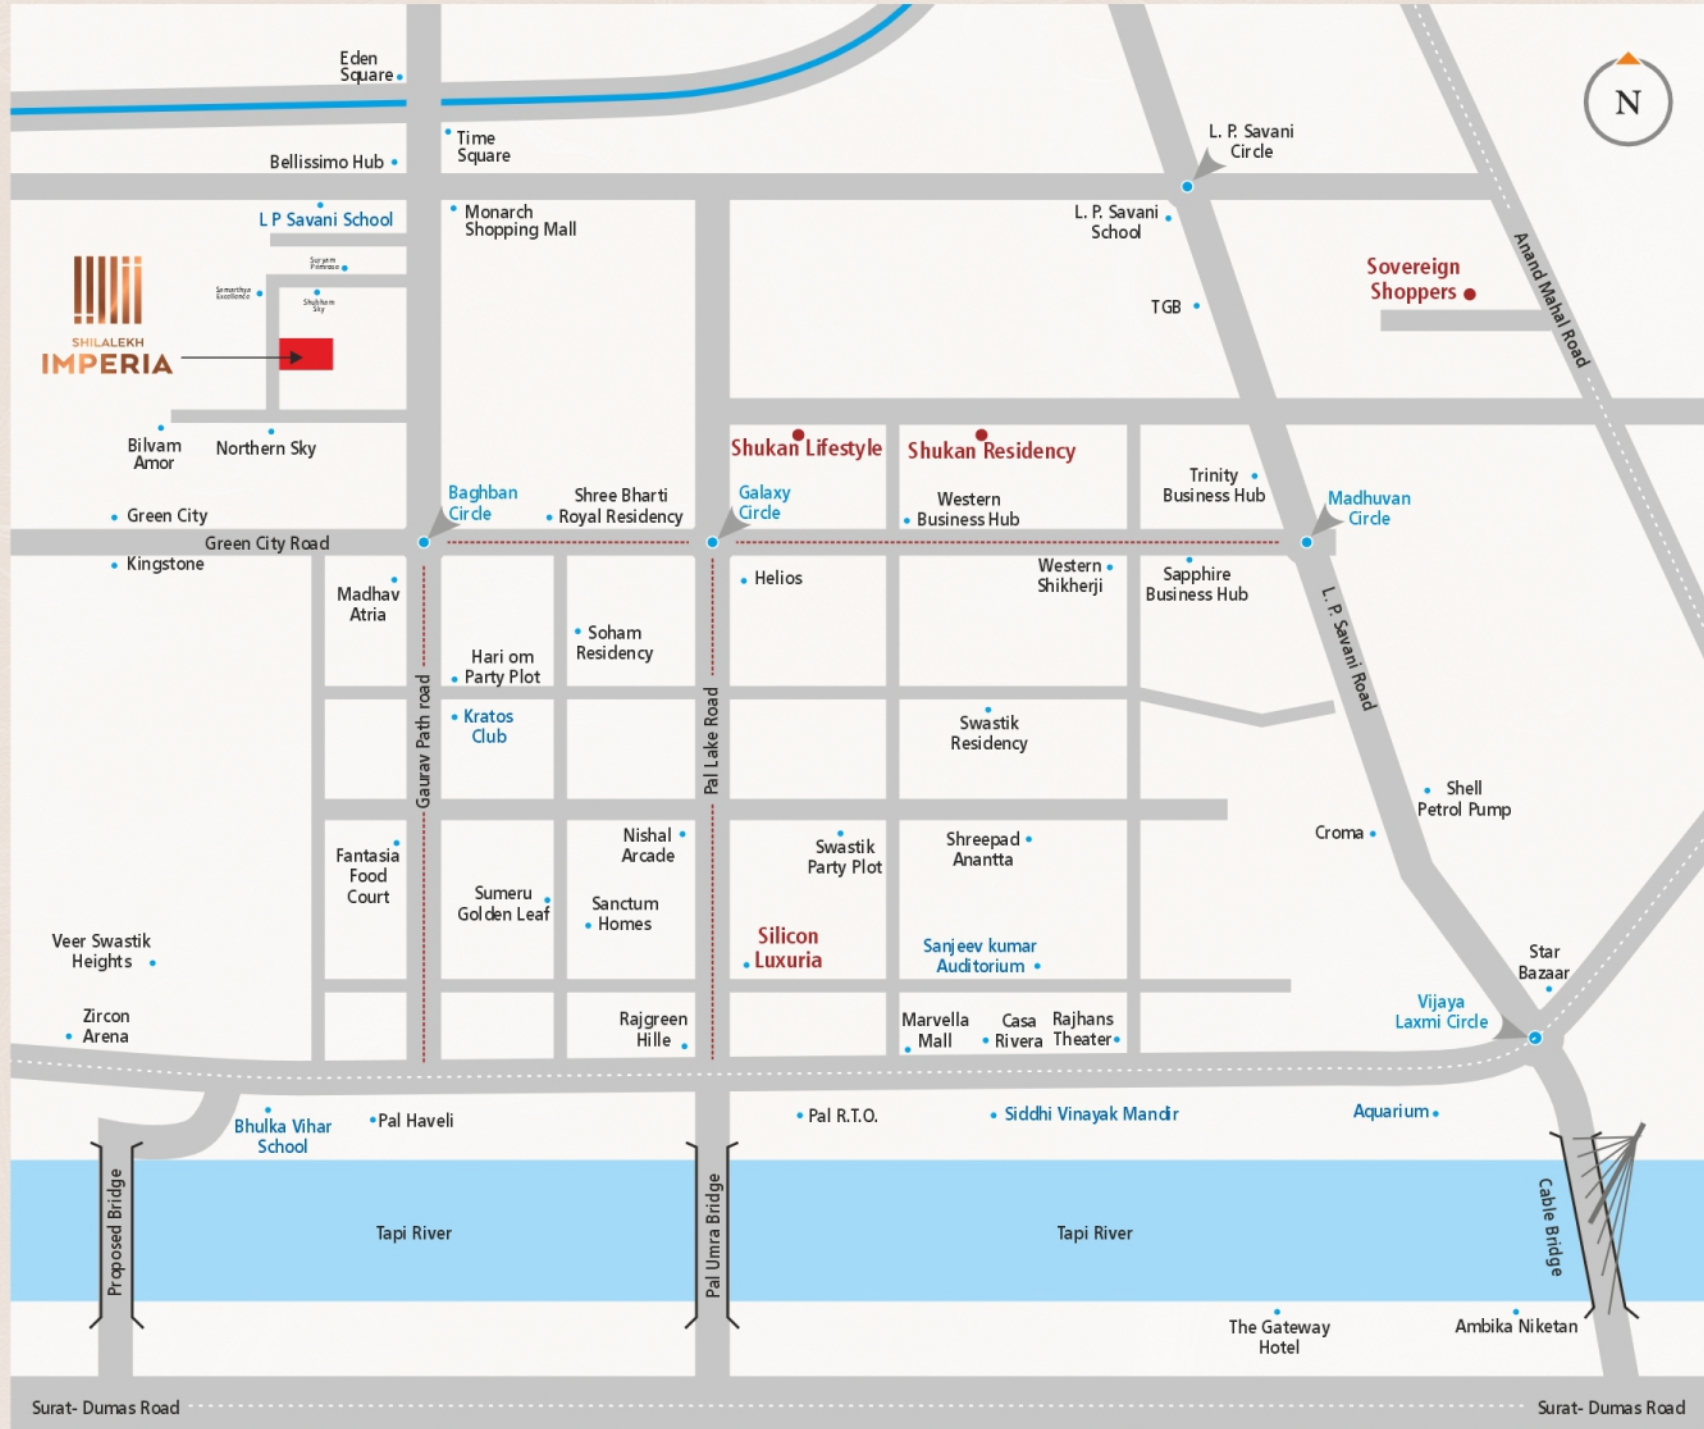 Eden
Square
Time
Square
Bellissimo Hub
L. P. Savani
Circle
N
L P Savani School
Monarch
Shopping Mall
L. P. Savani
School
Suryam
Primrose
Samarthya
Excellence
Shubham
Sky
Sovereign
Shoppers
Anand Mahal Road
TGB
SHILALEKH
IMPERIA
Bilvam
Amor
Northern Sky
Shukan Lifestyle
Shukan Residency
Green City
Baghban
Circle
Shree Bharti
Royal Residency
Galaxy
Circle
Western
Business Hub
Trinity
Business Hub
Madhuvan
Circle
Green City Road
Kingstone
Madhav
Atria
Helios
Western
Shikherji
Sapphire
Business Hub
L. P. Savani Road
Hari om
Party Plot
Soham
Residency
Kratos
Club
Gaurav Path road
Pal Lake Road
Swastik
Residency
Shell
Petrol Pump
Croma
Fantasia
Food
Court
Nishal
Arcade
Swastik
Party Plot
Shreepad
Anantta
Sumeru
Golden Leaf
Sanctum
Homes
Silicon
Luxuria
Sanjeev kumar
Auditorium
Veer Swastik
Heights
Star
Bazaar
Zircon
Arena
Rajgreen
Hille
Marvella
Mall
Casa
Rivera
Rajhans
Theater
Vijaya
Laxmi Circle
Bhulka Vihar
School
Pal Haveli
Pal R.T.O.
Siddhi Vinayak Mandir
Aquarium
Proposed Bridge
Tapi River
Pal Umra Bridge
Tapi River
Cable Bridge
The Gateway
Hotel
Ambika Niketan
Surat- Dumas Road
Surat- Dumas Road